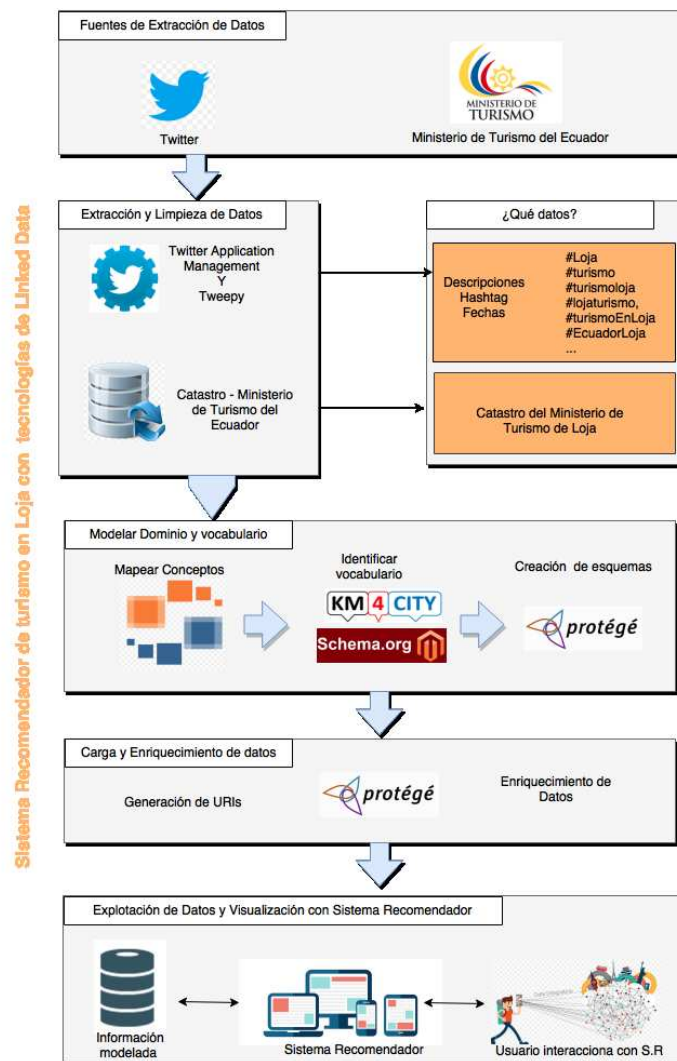 Sistema Recomendador de turismo en Loja con tecnologías de Linked Data
Fuentes de Extracción de Datos
MINISTERIO DE
TURISMO
Twitter
Ministerio de Turismo del Ecuador
Extracción y Limpieza de Datos
Twitter Application
Management
Y
Tweepy
Catastro - Ministerio
de Turismo del
Ecuador
¿Qué datos?
Descripciones
Hashtag
Fechas
#Loja
#turismo
#turismoloja
#lojaturismo,
#turismoEnLoja
#EcuadorLoja
...
Catastro del Ministerio de
Turismo de Loja
Modelar Dominio y vocabulario
Mapear Conceptos
Identificar
vocabulario
KM 4 CITY
Schema.org
Creación de esquemas
protégé
Carga y Enriquecimiento de datos
Generación de URIs
protégé
Enriquecimiento de
Datos
Explotación de Datos y Visualización con Sistema Recomendador
Información
modelada
Sistema Recomendador
Usuario interacciona con S.R